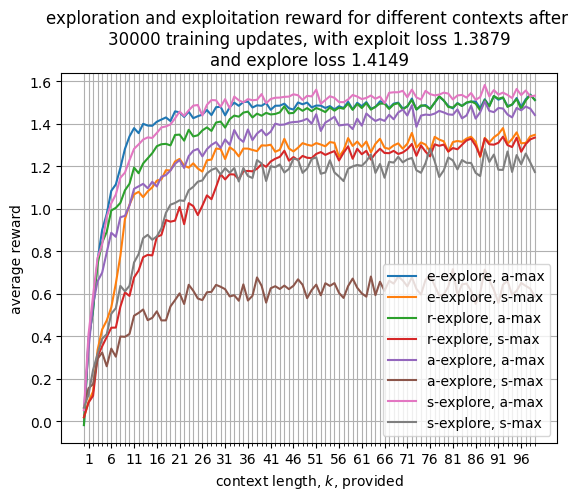 exploration and exploitation reward for different contexts after
30000 training updates, with exploit loss 1.3879
and explore loss 1.4149
1.6
1.4
1.2
1.0
0.8
0.6
0.4
0.2
0.0
average reward
e-explore, a-max
e-explore, s-max
r-explore, a-max
r-explore, s-max
a-explore, a-max
a-explore, s-max
s-explore, a-max
s-explore, s-max
1 6 11 16 21 26 31 36 41 46 51 56 61 66 71 76 81 86 91 96
context length, k, provided